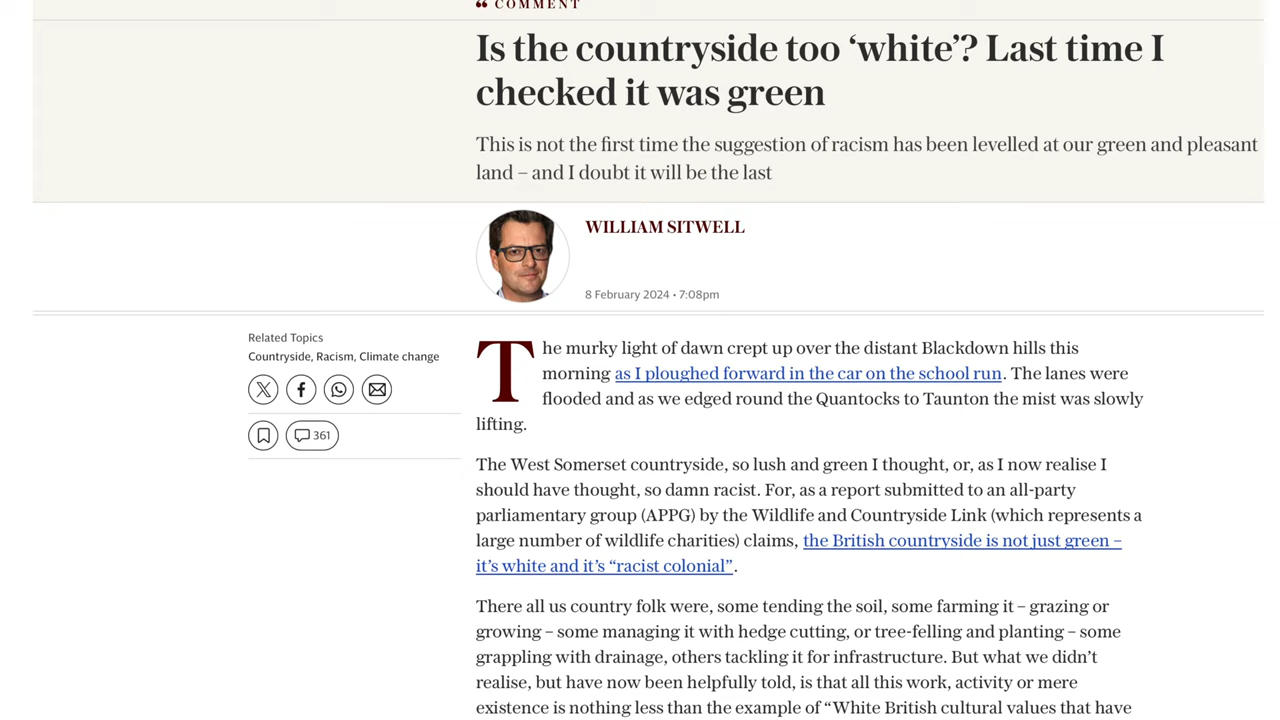 ❝ COMMENT
Is the countryside too ‘white’? Last time I
checked it was green
This is not the first time the suggestion of racism has been levelled at our green and pleasant
land – and I doubt it will be the last
WILLIAM SITWELL
8 February 2024 • 7:08pm
Related Topics
Countryside, Racism, Climate change
361
The murky light of dawn crept up over the distant Blackdown hills this
morning as I ploughed forward in the car on the school run. The lanes were
flooded and as we edged round the Quantocks to Taunton the mist was slowly
lifting.
The West Somerset countryside, so lush and green I thought, or, as I now realise I
should have thought, so damn racist. For, as a report submitted to an all-party
parliamentary group (APPG) by the Wildlife and Countryside Link (which represents a
large number of wildlife charities) claims, the British countryside is not just green –
it’s white and it’s “racist colonial”.
There all us country folk were, some tending the soil, some farming it – grazing or
growing – some managing it with hedge cutting, or tree-felling and planting – some
grappling with drainage, others tackling it for infrastructure. But what we didn’t
realise, but have now been helpfully told, is that all this work, activity or mere
existence is nothing less than the example of “White British cultural values that have